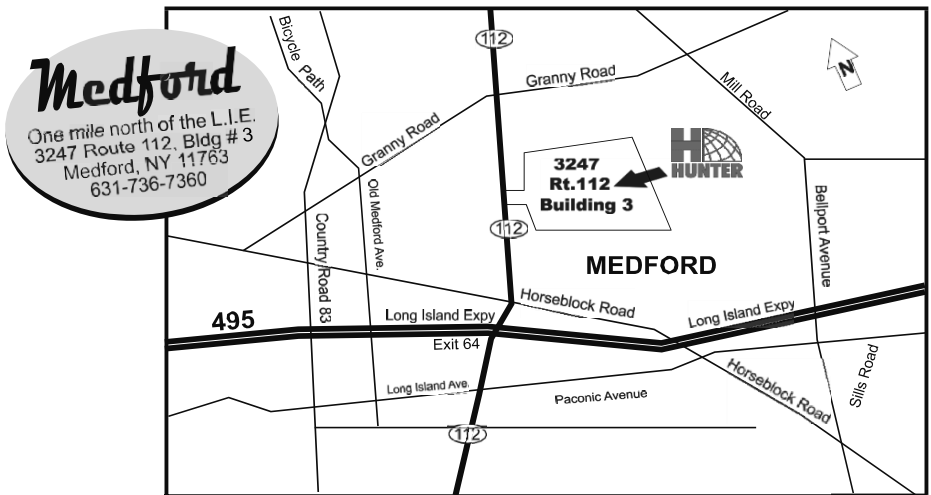 Medford
One mile north of the L.I.E.
3247 Route 112, Bldg # 3
Medford, NY 11763
631-736-7360
Bicycle Path
112
Granny Road
N
Mill Road
Granny Road
3247
Rt.112
Building 3
H
HUNTER
Old Medford Ave.
Country Road 83
112
Bellport Avenue
MEDFORD
Horseblock Road
495
Long Island Expy
Long Island Expy
Exit 64
Long Island Ave.
Paconic Avenue
Horseblock Road
Sills Road
112